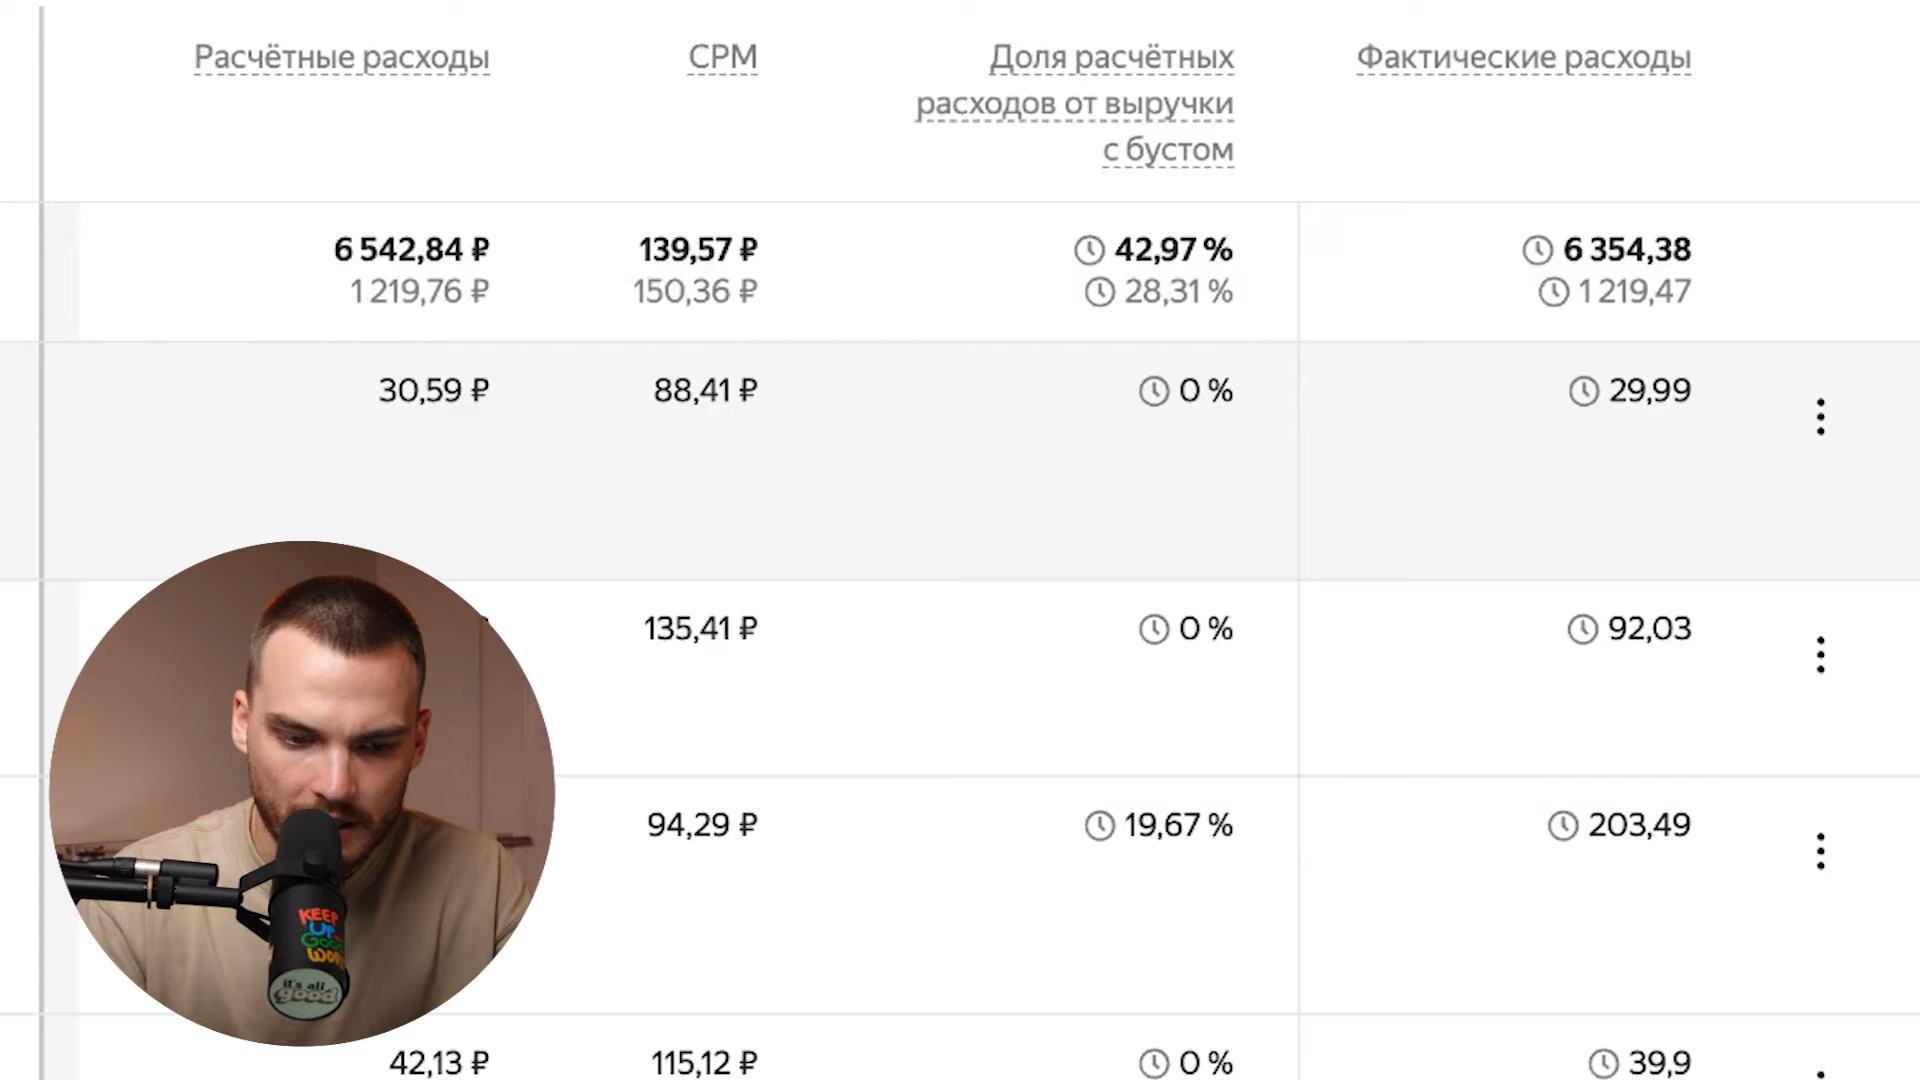 Расчётные расходы
CPM
Доля расчётных
расходов от выручки
с бустом
Фактические расходы
6 542,84 ₽
139,57 ₽
42,97 %
6 354,38
1 219,76 ₽
150,36 ₽
28,31 %
1 219,47
30,59 ₽
88,41 ₽
0 %
29,99
135,41 ₽
0 %
92,03
94,29 ₽
19,67 %
203,49
42,13 ₽
115,12 ₽
0 %
39,9
KEEP
UP
GOOD
it's all
good